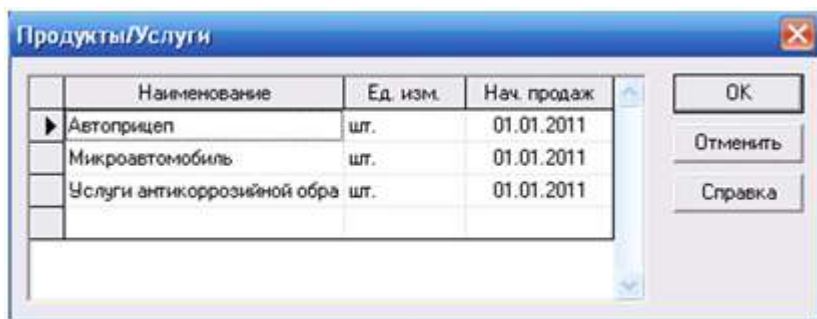 Продукты/Услуги
Наименование Ед. изм. Нач. продаж
Автоприцеп шт. 01.01.2011
Микроавтомобиль шт. 01.01.2011
Услуги антикоррозийной обра шт. 01.01.2011
OK
Отменить
Справка